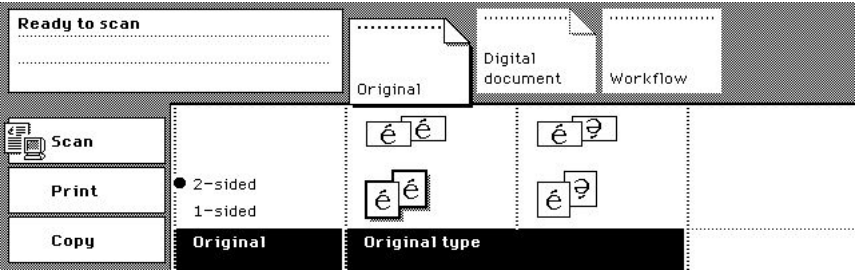 Ready to scan
Original
Digital
document
Workflow
Scan
Print
Copy
2-sided
1-sided
Original
é é
é ǝ́
é é
é ǝ́
Original type